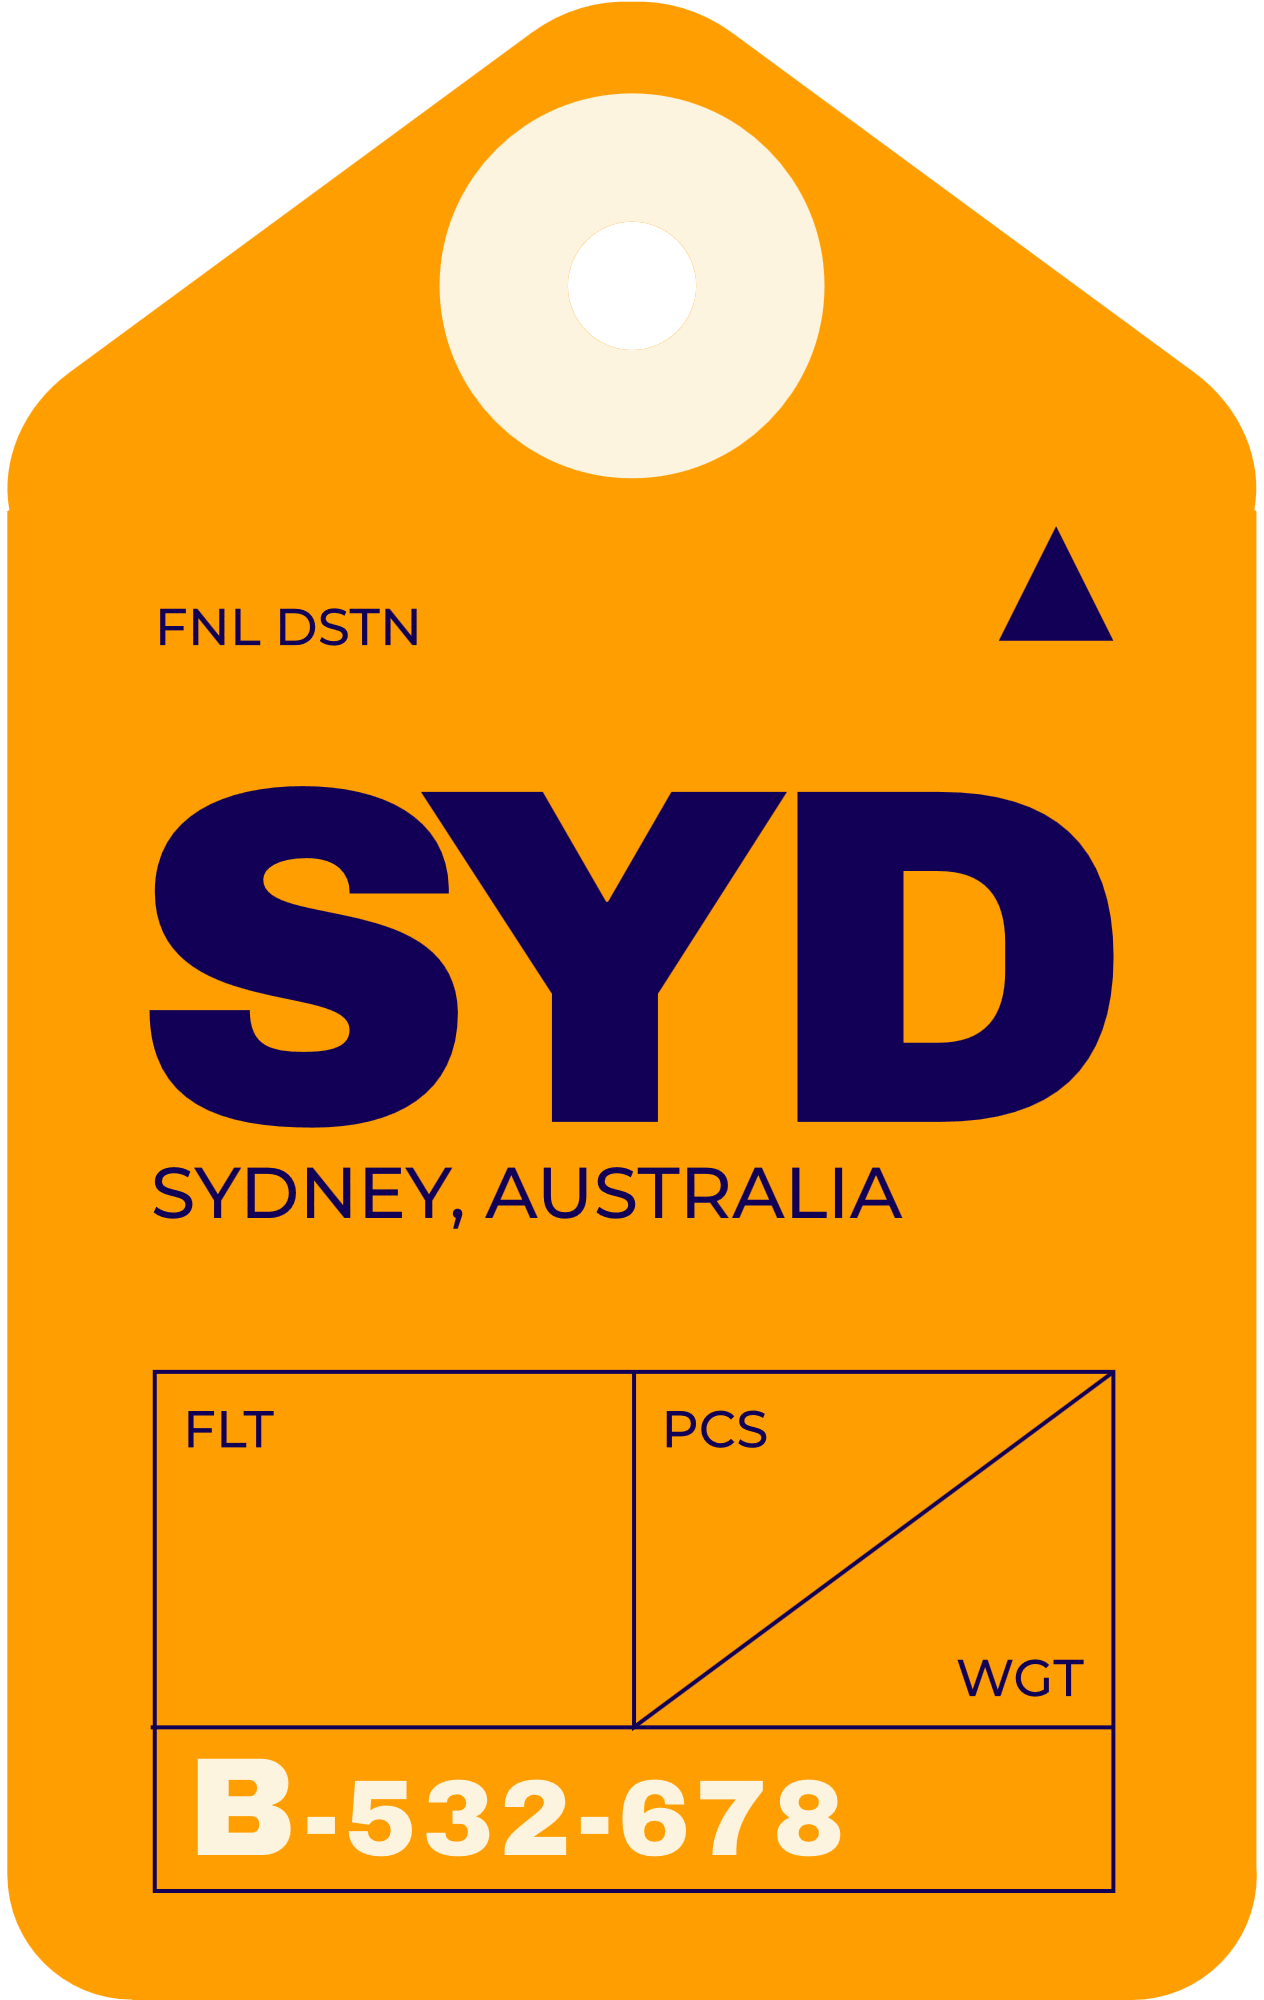 FNL DSTN
SYD
SYDNEY, AUSTRALIA
FLT
PCS
WGT
B-532-678